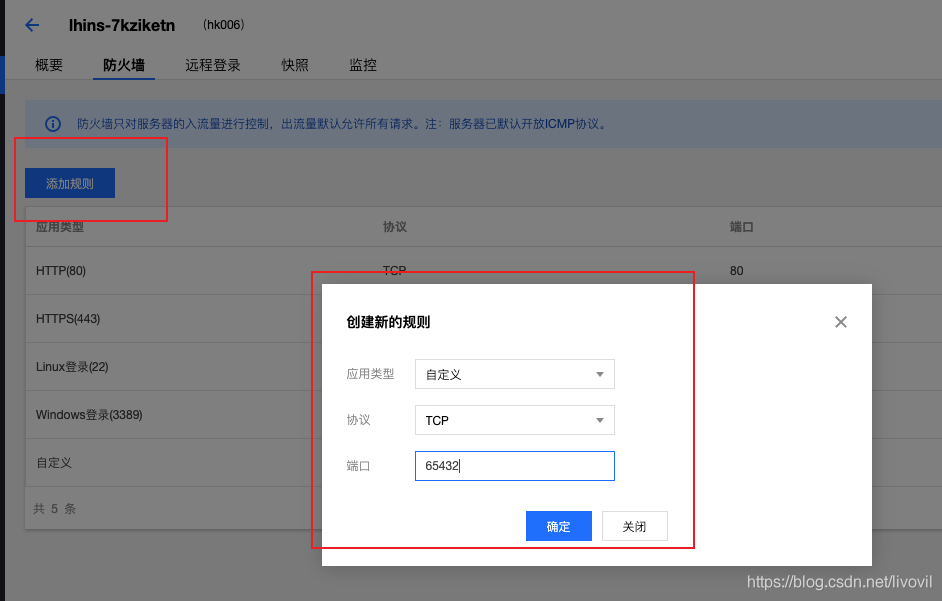 lhins-7kziketn (hk006)
概要 防火墙 远程登录 快照 监控
防火墙只对服务器的入流量进行控制，出流量默认允许所有请求。注：服务器已默认开放ICMP协议。
添加规则
应用类型 协议 端口
HTTP(80) TCP 80
HTTPS(443)
Linux登录(22)
Windows登录(3389)
自定义
共 5 条
创建新的规则
应用类型 自定义
协议 TCP
端口 65432
确定 关闭
https://blog.csdn.net/livovil